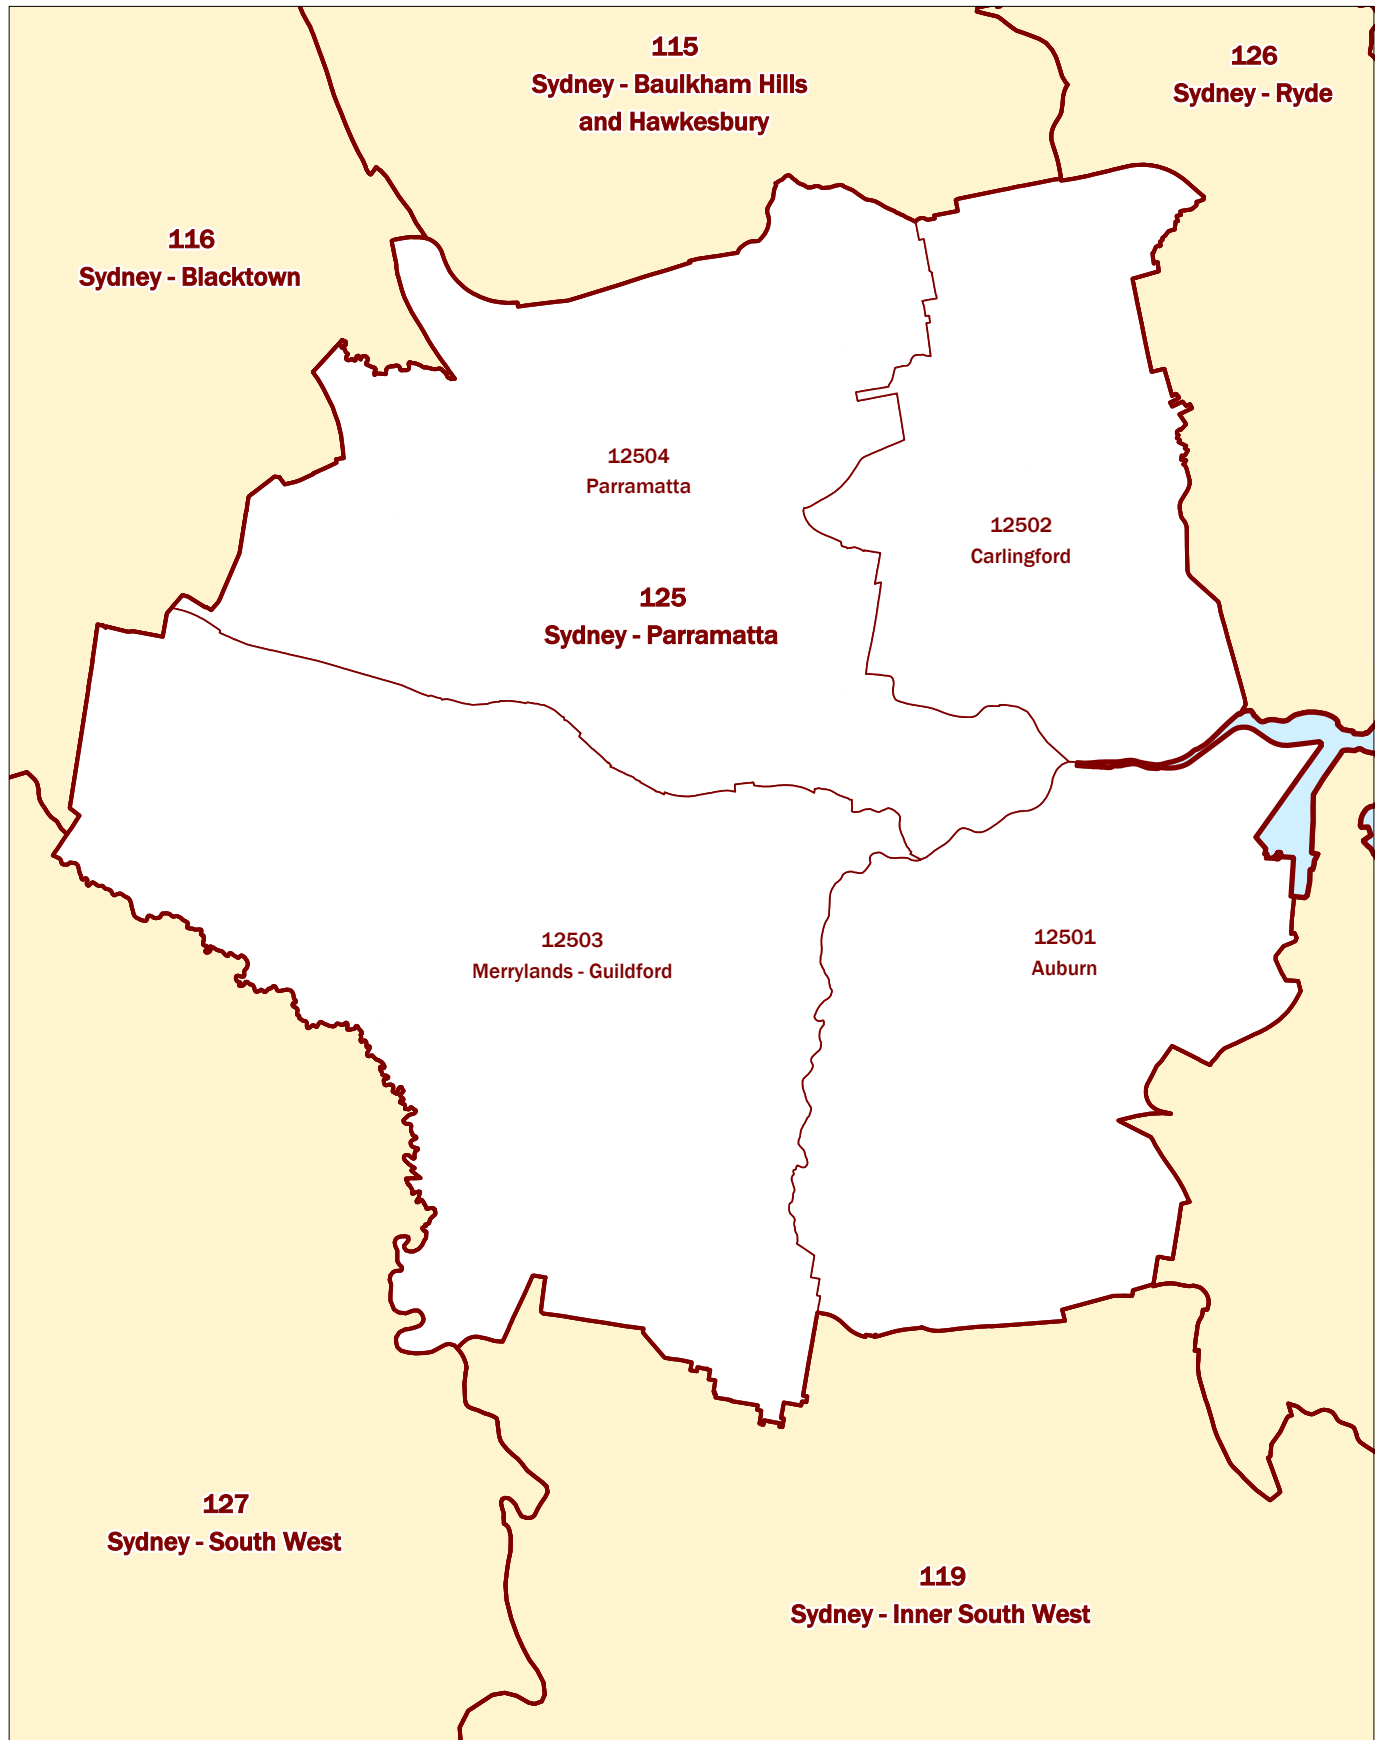 115
Sydney - Baulkham Hills
and Hawkesbury
126
Sydney - Ryde
116
Sydney - Blacktown
12504
Parramatta
12502
Carlingford
125
Sydney - Parramatta
12503
Merrylands - Guildford
12501
Auburn
127
Sydney - South West
119
Sydney - Inner South West